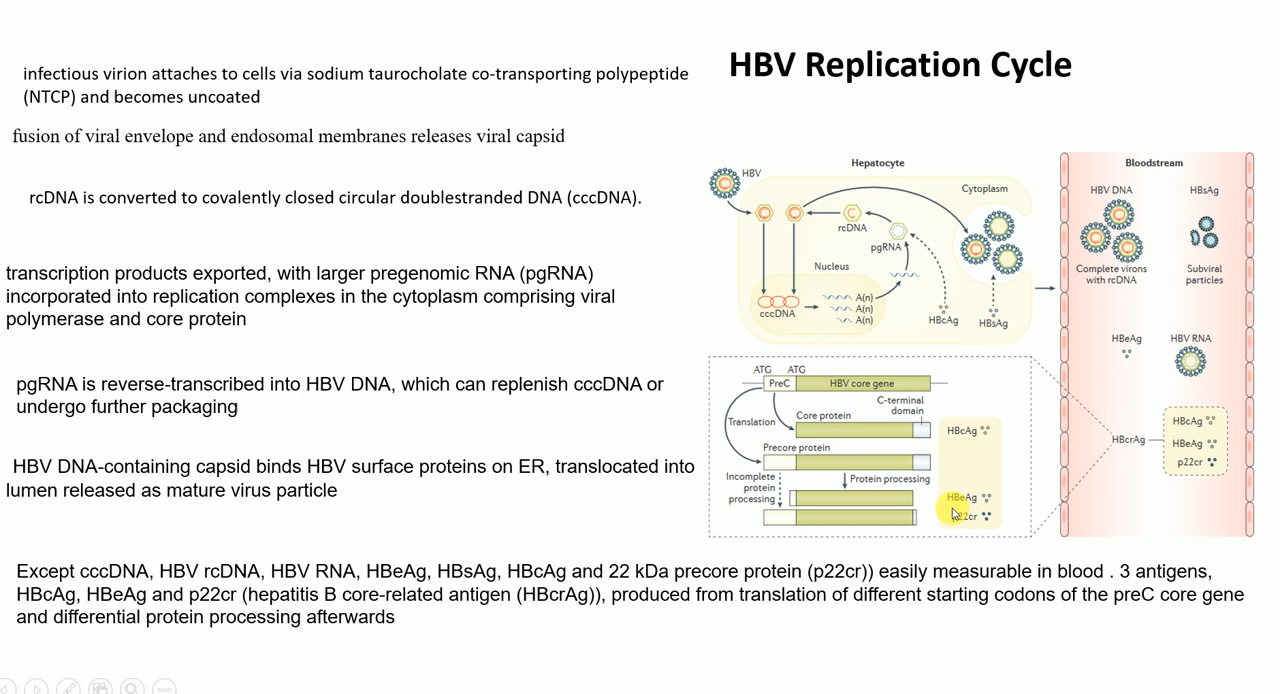 HBV Replication Cycle
infectious virion attaches to cells via sodium taurocholate co-transporting polypeptide
(NTCP) and becomes uncoated
fusion of viral envelope and endosomal membranes releases viral capsid
rcDNA is converted to covalently closed circular doublestranded DNA (cccDNA).
transcription products exported, with larger pregenomic RNA (pgRNA)
incorporated into replication complexes in the cytoplasm comprising viral
polymerase and core protein
pgRNA is reverse-transcribed into HBV DNA, which can replenish cccDNA or
undergo further packaging
HBV DNA-containing capsid binds HBV surface proteins on ER, translocated into
lumen released as mature virus particle
Hepatocyte
HBV
Cytoplasm
rcDNA
pgRNA
Nucleus
A(n)
A(n)
A(n)
cccDNA
HBcAg
HBsAg
Bloodstream
HBV DNA
HBsAg
Complete virons
with rcDNA
Subviral
particles
HBeAg
HBV RNA
HBcrAg
HBcAg
HBeAg
p22cr
ATG
ATG
PreC
HBV core gene
C-terminal
domain
Translation
Core protein
HBcAg
Precore protein
Incomplete
protein
processing
Protein processing
HBeAg
p22cr
Except cccDNA, HBV rcDNA, HBV RNA, HBeAg, HBsAg, HBcAg and 22 kDa precore protein (p22cr)) easily measurable in blood . 3 antigens,
HBcAg, HBeAg and p22cr (hepatitis B core-related antigen (HBcrAg)), produced from translation of different starting codons of the preC core gene
and differential protein processing afterwards